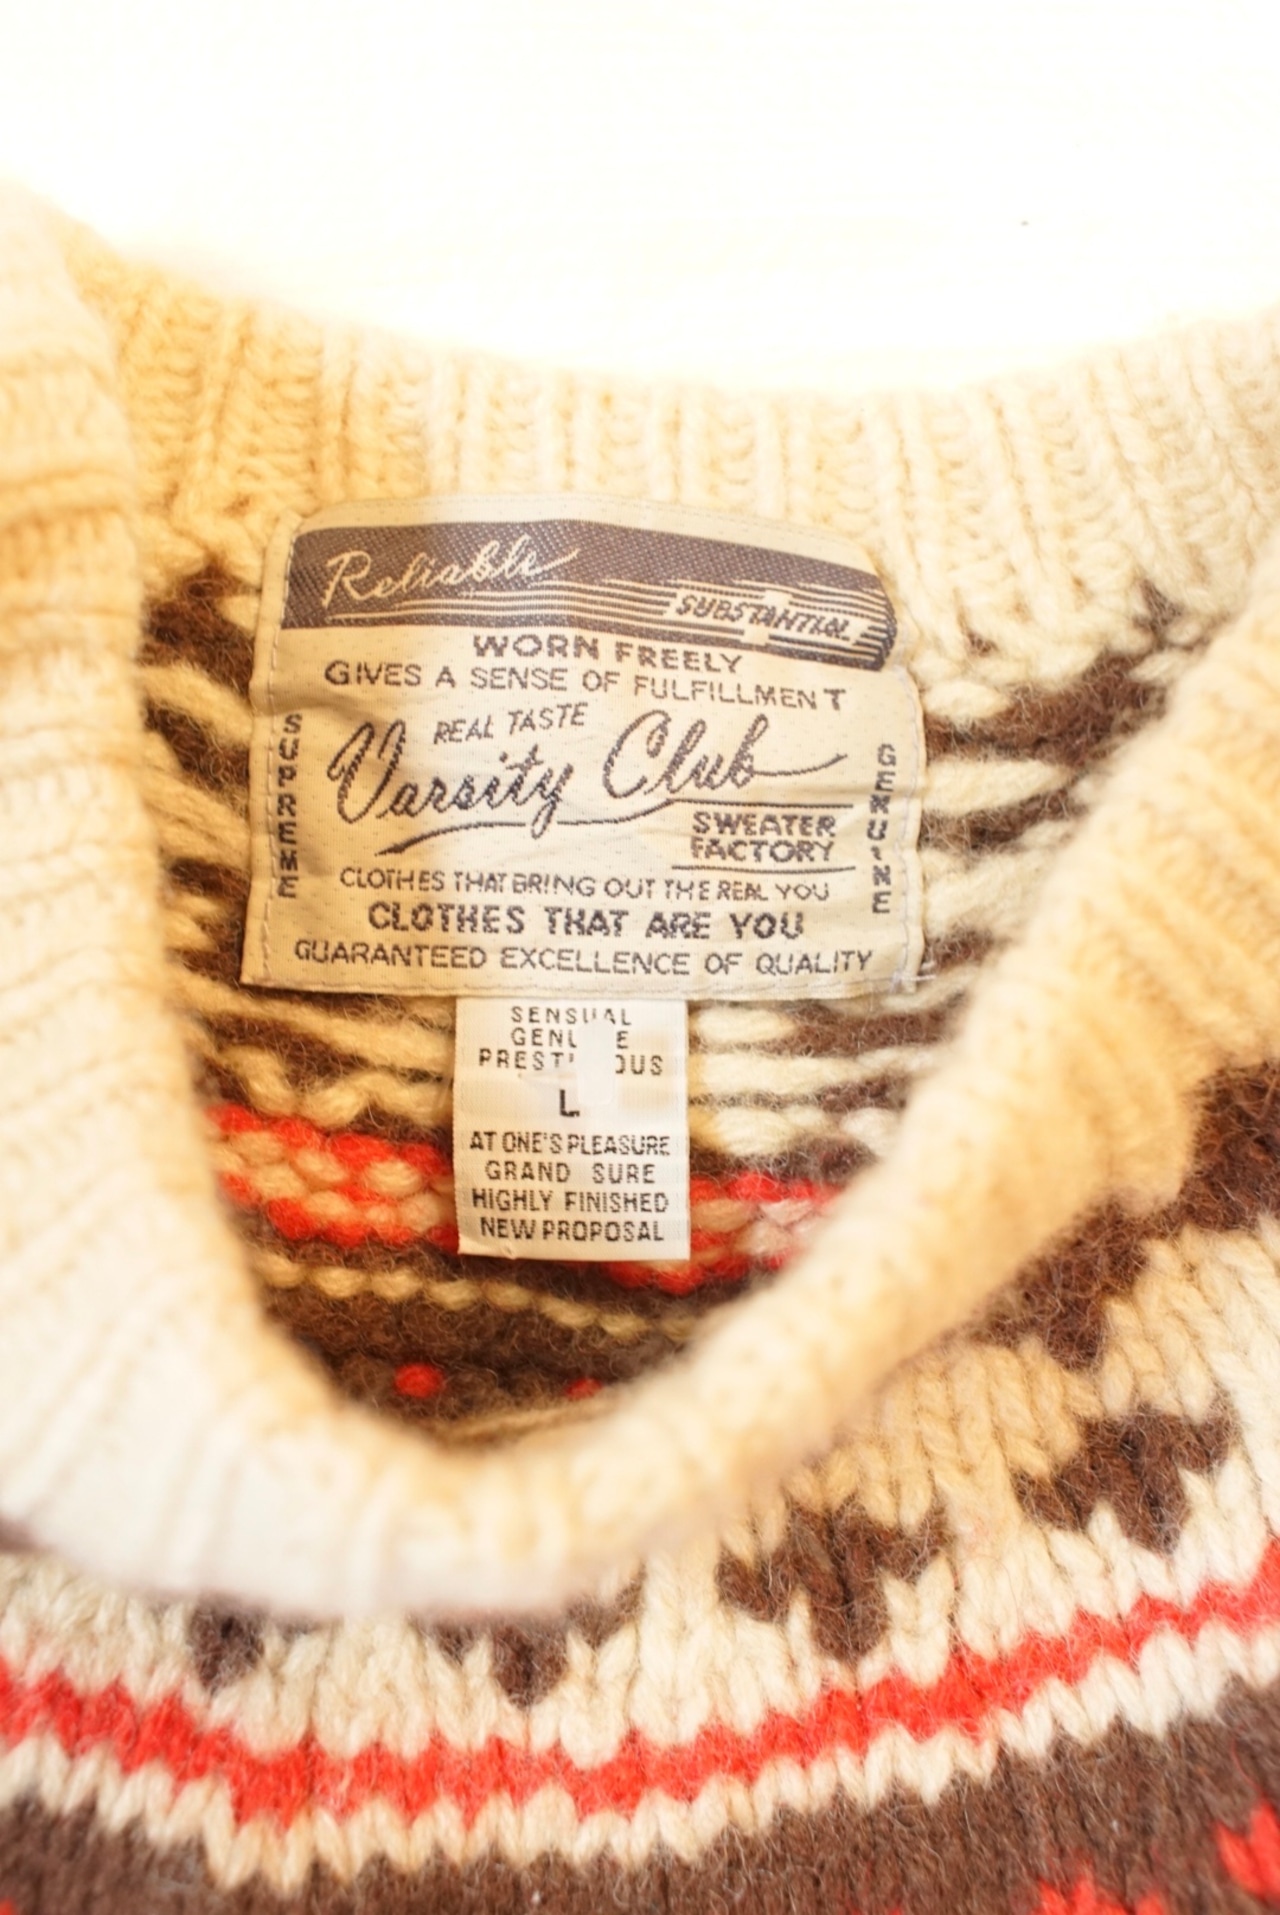 Reliable
SUBSTANTIAL
WORN FREELY
GIVES A SENSE OF FULFILLMENT
REAL TASTE
Varsity Club
SWEATER
FACTORY
SUPREME
GENUINE
CLOTHES THAT BRING OUT THE REAL YOU
CLOTHES THAT ARE YOU
GUARANTEED EXCELLENCE OF QUALITY
SENSUAL
L
AT ONE'S PLEASURE
GRAND SURE
HIGHLY FINISHED
NEW PROPOSAL